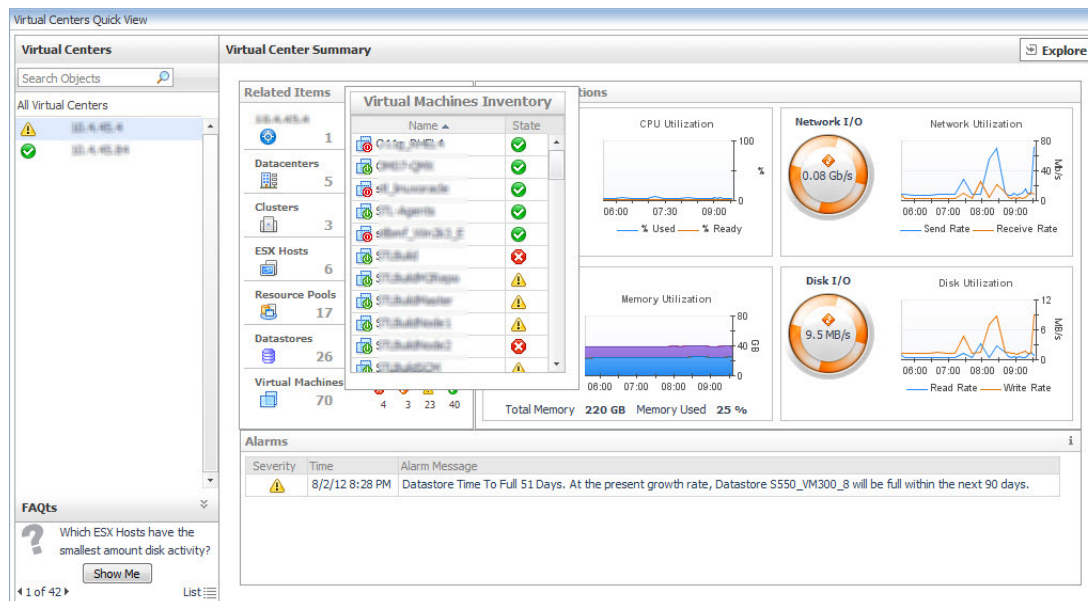 Virtual Centers Quick View
Virtual Centers
Search Objects
All Virtual Centers
10.4.45.4
10.4.45.84
FAQts
Which ESX Hosts have the
smallest amount disk activity?
Show Me
1 of 42
List
Virtual Center Summary
Explore
Related Items
1
Datacenters
5
Clusters
3
ESX Hosts
6
Resource Pools
17
Datastores
26
Virtual Machines
70
4 3 23 40
Virtual Machines Inventory
Name State
CPU Utilization
100
%
0
06:00 07:30 09:00
% Used % Ready
Network I/O
0.08 Gb/s
Network Utilization
80
40
0
Mb/s
06:00 07:00 08:00 09:00
Send Rate Receive Rate
Memory Utilization
80
40
0
GB
06:00 07:00 08:00 09:00
Total Memory 220 GB Memory Used 25 %
Disk I/O
9.5 MB/s
Disk Utilization
12
6
0
MB/s
06:00 07:00 08:00 09:00
Read Rate Write Rate
Alarms
i
Severity Time Alarm Message
8/2/12 8:28 PM Datastore Time To Full 51 Days. At the present growth rate, Datastore S550_VM300_8 will be full within the next 90 days.